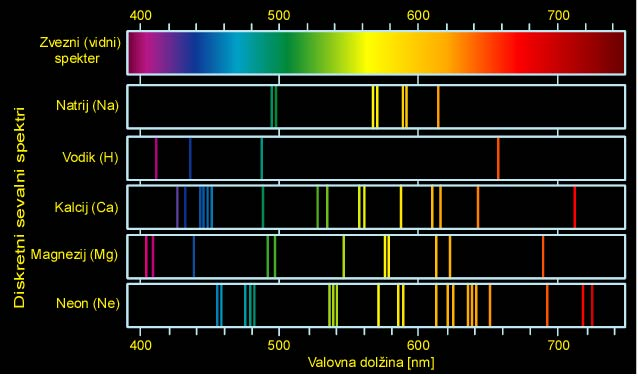 400 500 600 700
Zvezni (vidni)
spekter
Diskretni sevalni spektri
Natrij (Na)
Vodik (H)
Kalcij (Ca)
Magnezij (Mg)
Neon (Ne)
400 500 600 700
Valovna dolžina [nm]